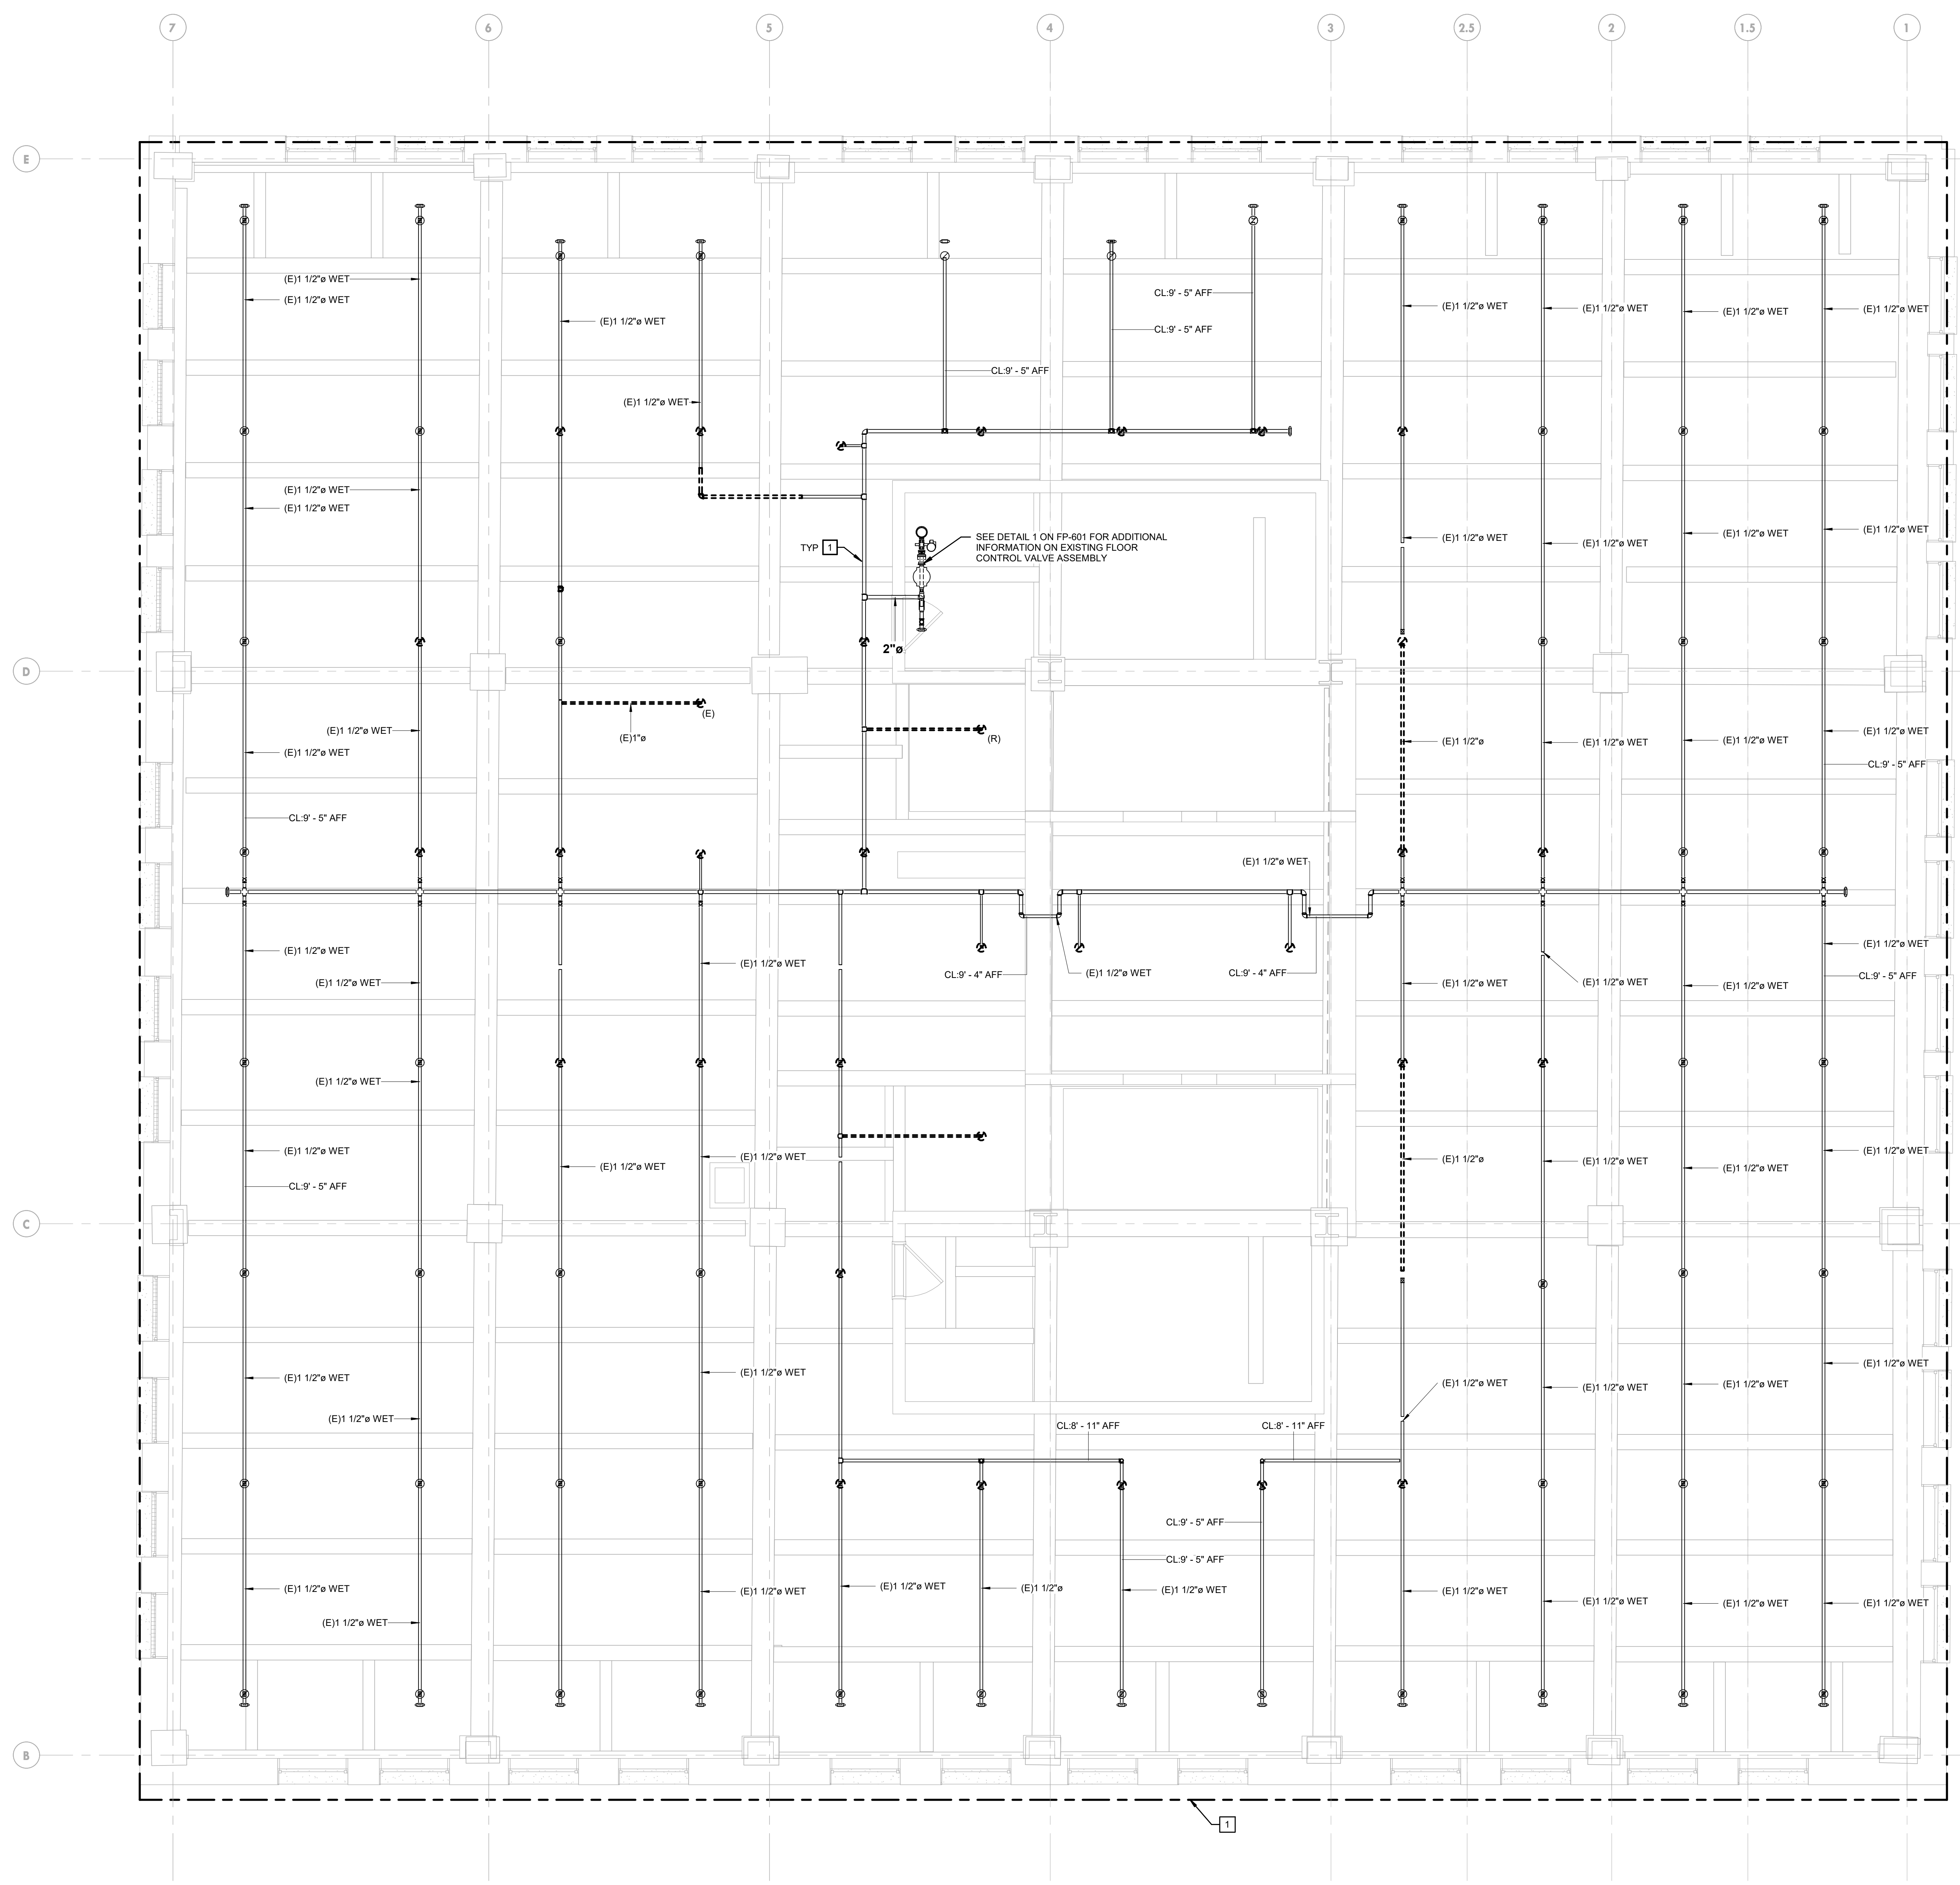 7
6
5
4
3
2.5
2
1.5
1
E
(E)1 1/2"ø WET
(E)1 1/2"ø WET
CL:9' - 5" AFF
(E)1 1/2"ø WET
(E)1 1/2"ø WET
(E)1 1/2"ø WET
(E)1 1/2"ø WET
(E)1 1/2"ø WET
CL:9' - 5" AFF
CL:9' - 5" AFF
(E)1 1/2"ø WET
(E)1 1/2"ø WET
(E)1 1/2"ø WET
(E)1 1/2"ø WET
TYP 1
SEE DETAIL 1 ON FP-601 FOR ADDITIONAL
INFORMATION ON EXISTING FLOOR
CONTROL VALVE ASSEMBLY
(E)1 1/2"ø WET
(E)1 1/2"ø WET
(E)1 1/2"ø WET
(E)1 1/2"ø WET
2"ø
D
(E)
(E)1 1/2"ø WET
(E)1"ø
(R)
(E)1 1/2"ø
(E)1 1/2"ø WET
(E)1 1/2"ø WET
(E)1 1/2"ø WET
(E)1 1/2"ø WET
CL:9' - 5" AFF
CL:9' - 5" AFF
(E)1 1/2"ø WET
(E)1 1/2"ø WET
(E)1 1/2"ø WET
(E)1 1/2"ø WET
CL:9' - 4" AFF
(E)1 1/2"ø WET
CL:9' - 4" AFF
CL:9' - 5" AFF
(E)1 1/2"ø WET
(E)1 1/2"ø WET
(E)1 1/2"ø WET
(E)1 1/2"ø WET
(E)1 1/2"ø WET
(E)1 1/2"ø WET
(E)1 1/2"ø WET
(E)1 1/2"ø WET
(E)1 1/2"ø
(E)1 1/2"ø WET
(E)1 1/2"ø WET
(E)1 1/2"ø WET
CL:9' - 5" AFF
C
(E)1 1/2"ø WET
(E)1 1/2"ø WET
(E)1 1/2"ø WET
(E)1 1/2"ø WET
(E)1 1/2"ø WET
(E)1 1/2"ø WET
(E)1 1/2"ø WET
CL:8' - 11" AFF
CL:8' - 11" AFF
CL:9' - 5" AFF
CL:9' - 5" AFF
(E)1 1/2"ø WET
(E)1 1/2"ø WET
(E)1 1/2"ø WET
(E)1 1/2"ø
(E)1 1/2"ø WET
(E)1 1/2"ø WET
(E)1 1/2"ø WET
(E)1 1/2"ø WET
(E)1 1/2"ø WET
(E)1 1/2"ø WET
B
1